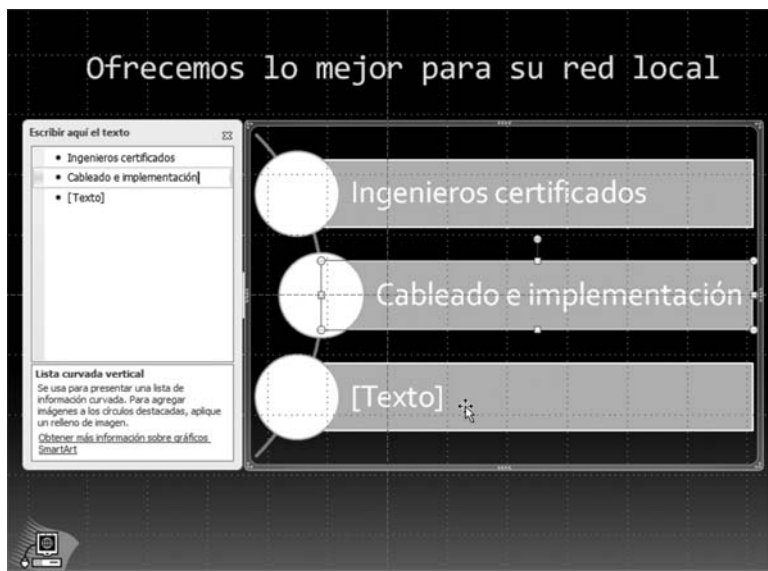 Ofrecemos lo mejor para su red local
Escribir aquí el texto
• Ingenieros certificados
• Cableado e implementación
• [Texto]
Lista curvada vertical
Se usa para presentar una lista de
información curvada. Para agregar
imágenes a los círculos destacadas, aplique
un relleno de imagen.
Obtener más información sobre gráficos
SmartArt
Ingenieros certificados
Cableado e implementación
[Texto]